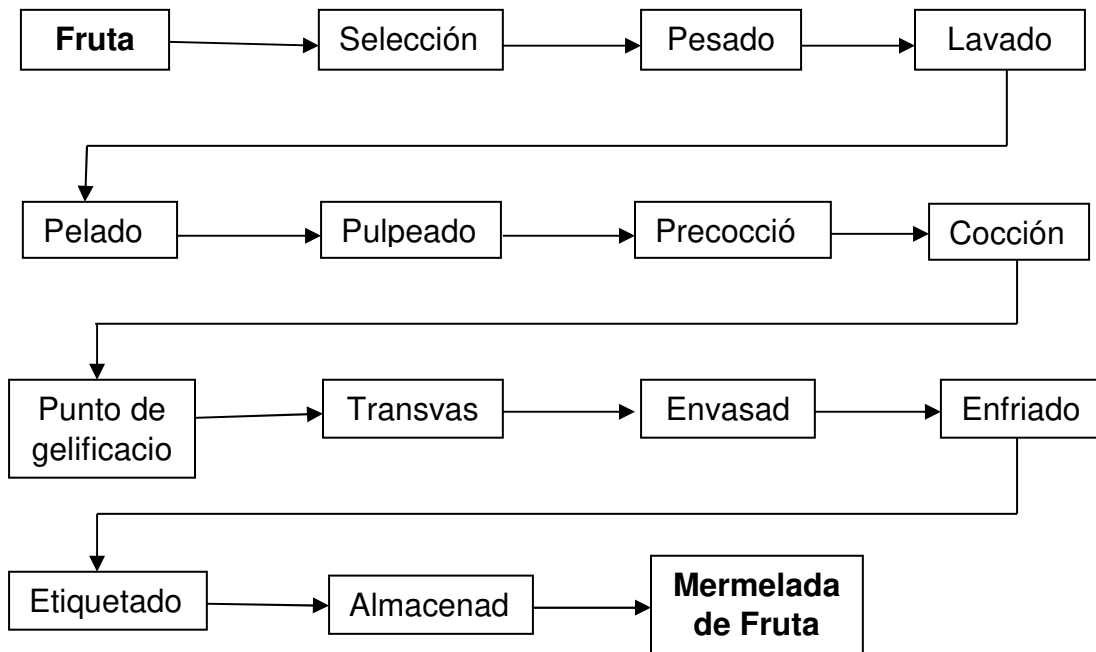 Fruta
Selección
Pesado
Lavado
Pelado
Pulpeado
Precocció
Cocción
Punto de
gelificacio
Transvas
Envasad
Enfriado
Etiquetado
Almacenad
Mermelada
de Fruta